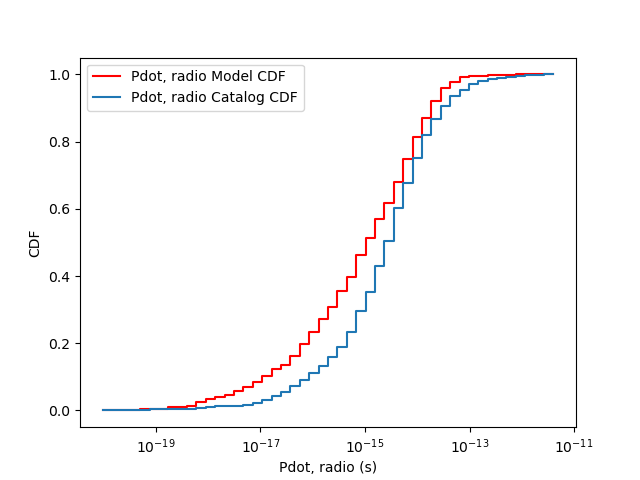 Pdot, radio Model CDF
Pdot, radio Catalog CDF
1.0
0.8
0.6
0.4
0.2
0.0
CDF
10⁻¹⁹
10⁻¹⁷
10⁻¹⁵
10⁻¹³
10⁻¹¹
Pdot, radio (s)